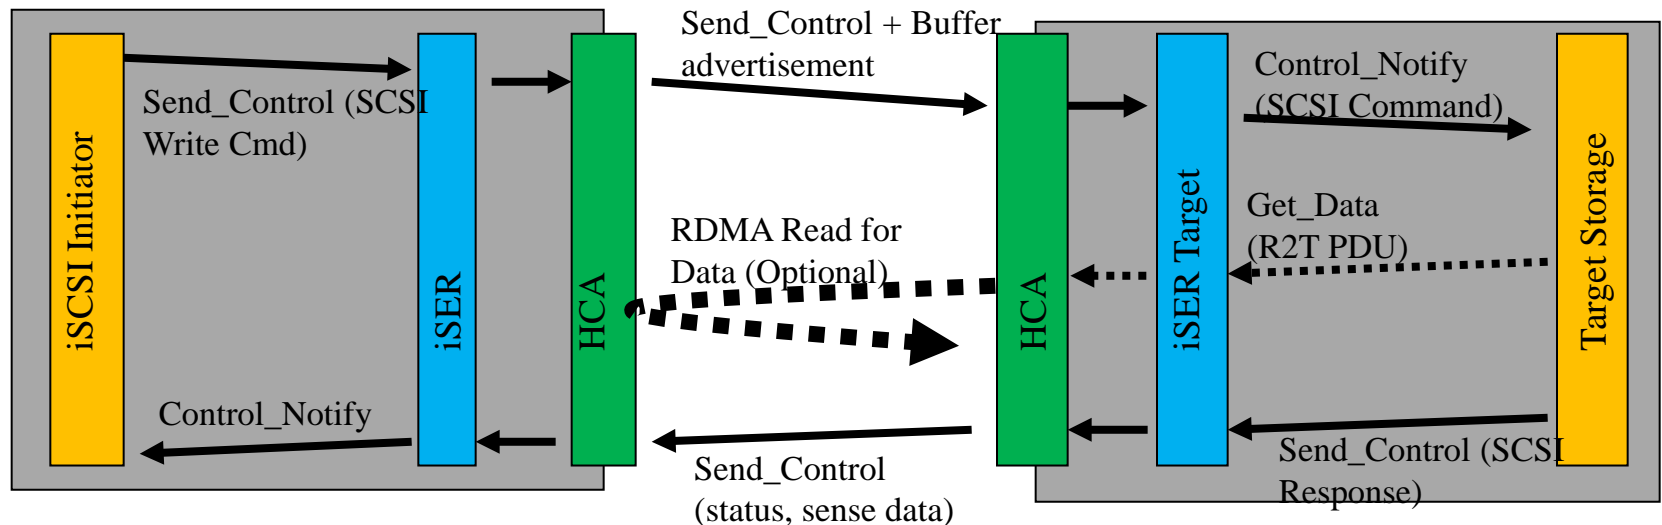 Send_Control + Buffer
advertisement
Control_Notify
(SCSI Command)
Send_Control (SCSI
Write Cmd)
iSCSI Initiator
iSER
HCA
RDMA Read for
Data (Optional)
HCA
iSER Target
Get_Data
(R2T PDU)
Target Storage
Control_Notify
Send_Control
(status, sense data)
Send_Control (SCSI
Response)